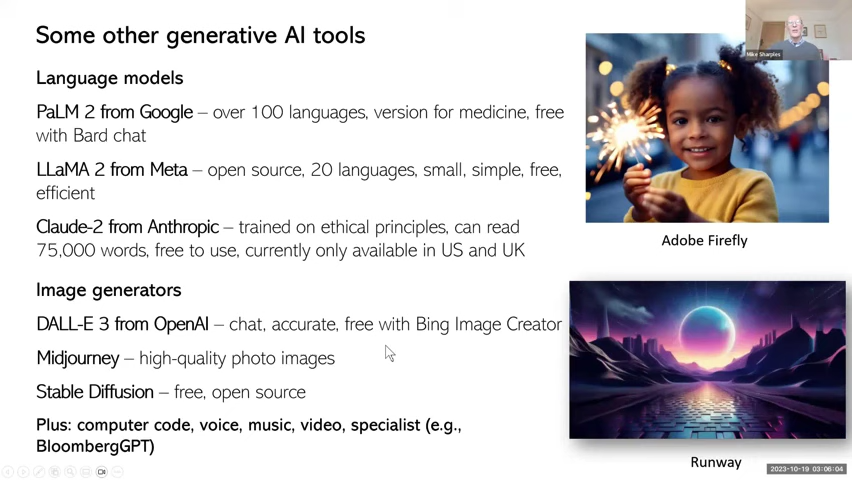 Some other generative AI tools
Mike Sharples
Language models
PaLM 2 from Google – over 100 languages, version for medicine, free
with Bard chat
LLaMA 2 from Meta – open source, 20 languages, small, simple, free,
efficient
Claude-2 from Anthropic – trained on ethical principles, can read
75,000 words, free to use, currently only available in US and UK
Adobe Firefly
Image generators
DALL-E 3 from OpenAI – chat, accurate, free with Bing Image Creator
Midjourney – high-quality photo images
Stable Diffusion – free, open source
Plus: computer code, voice, music, video, specialist (e.g.,
BloombergGPT)
Runway
2023-10-19 03:06:04